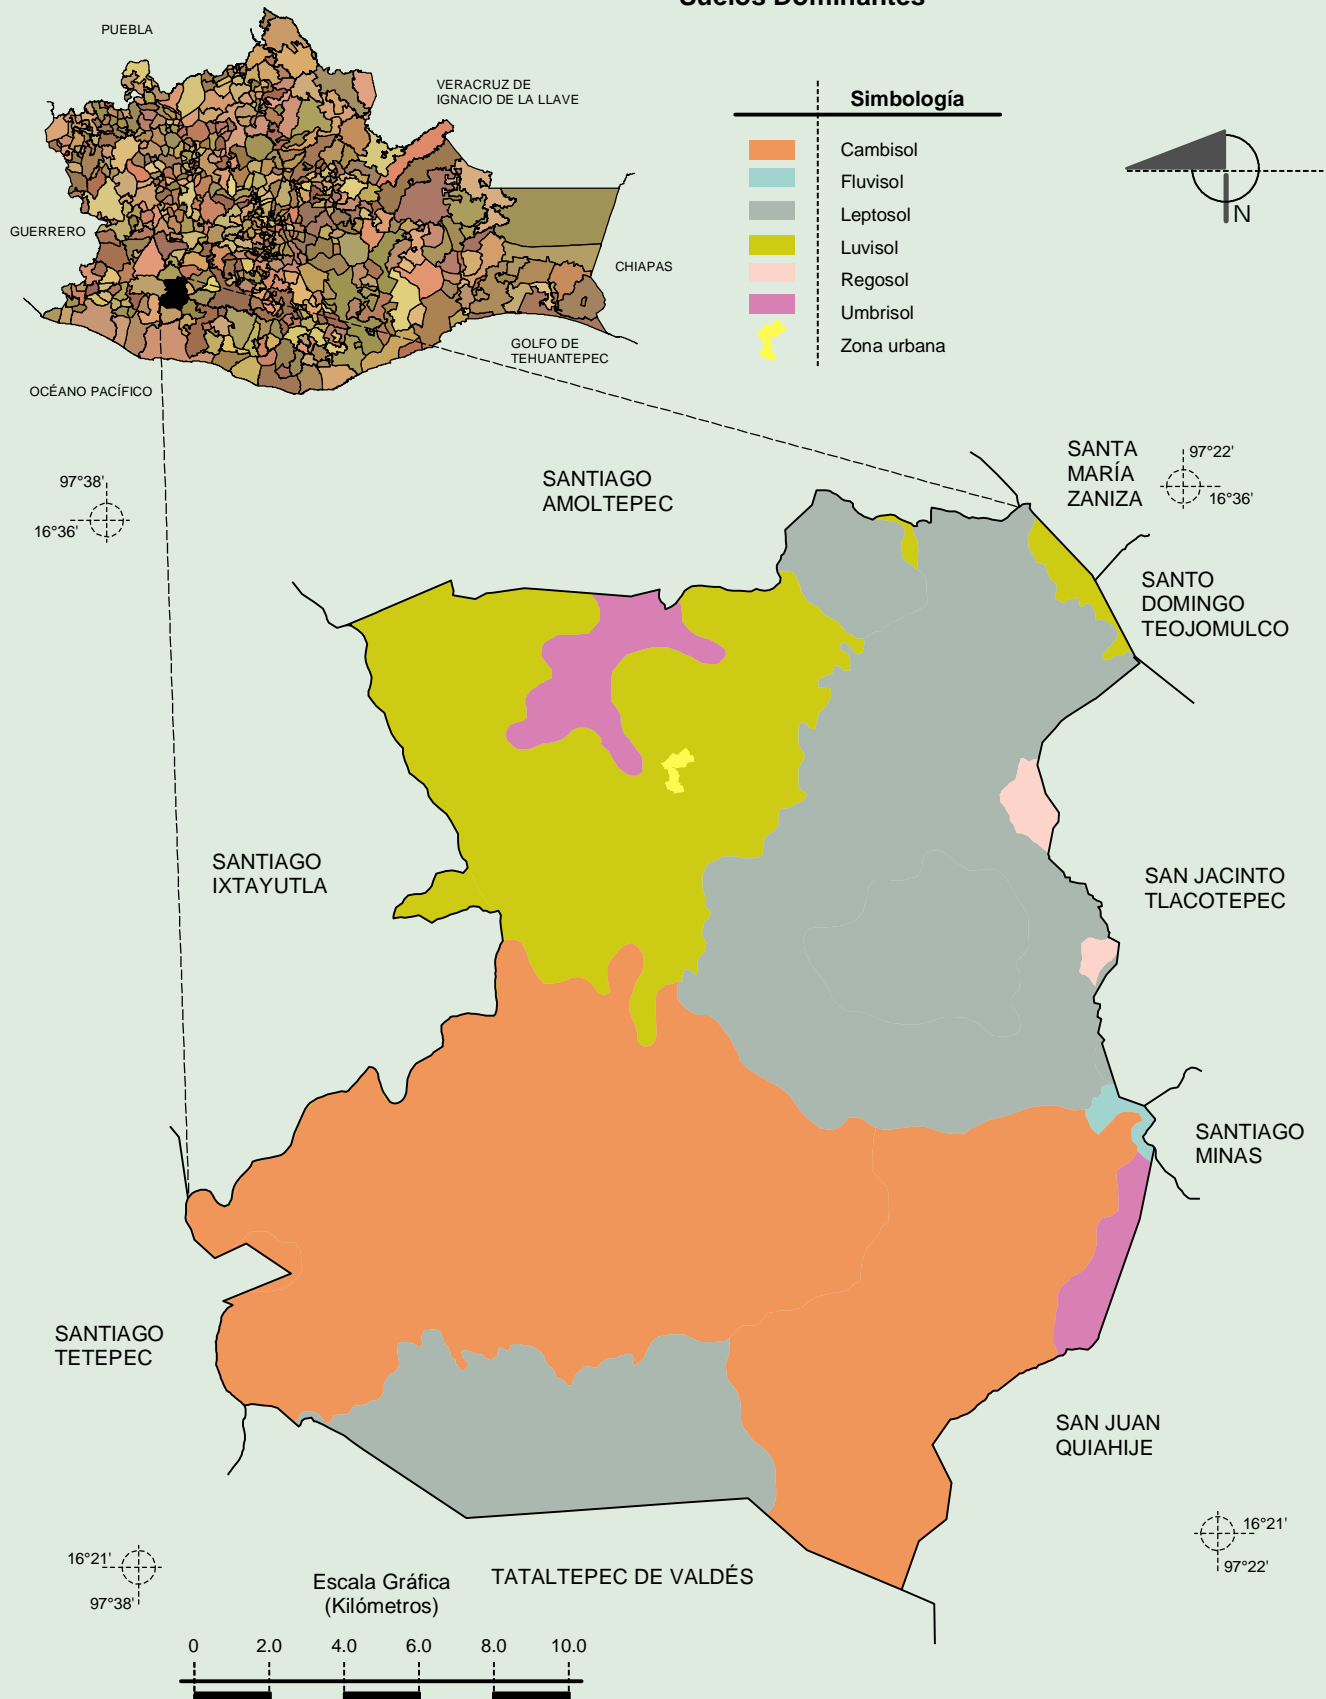 Suelos Dominantes
PUEBLA
VERACRUZ DE
IGNACIO DE LA LLAVE
GUERRERO
CHIAPAS
GOLFO DE
TEHUANTEPEC
OCÉANO PACÍFICO
Simbología
Cambisol
Fluvisol
Leptosol
Luvisol
Regosol
Umbrisol
Zona urbana
N
97°38'
16°36'
SANTIAGO
AMOLTEPEC
SANTA
MARÍA
ZANIZA
97°22'
16°36'
SANTO
DOMINGO
TEOJOMULCO
SANTIAGO
IXTAYUTLA
SAN JACINTO
TLACOTEPEC
SANTIAGO
MINAS
SANTIAGO
TETEPEC
SAN JUAN
QUIAHIJE
16°21'
97°22'
16°21'
97°38'
TATALTEPEC DE VALDÉS
Escala Gráfica
(Kilómetros)
0 2.0 4.0 6.0 8.0 10.0